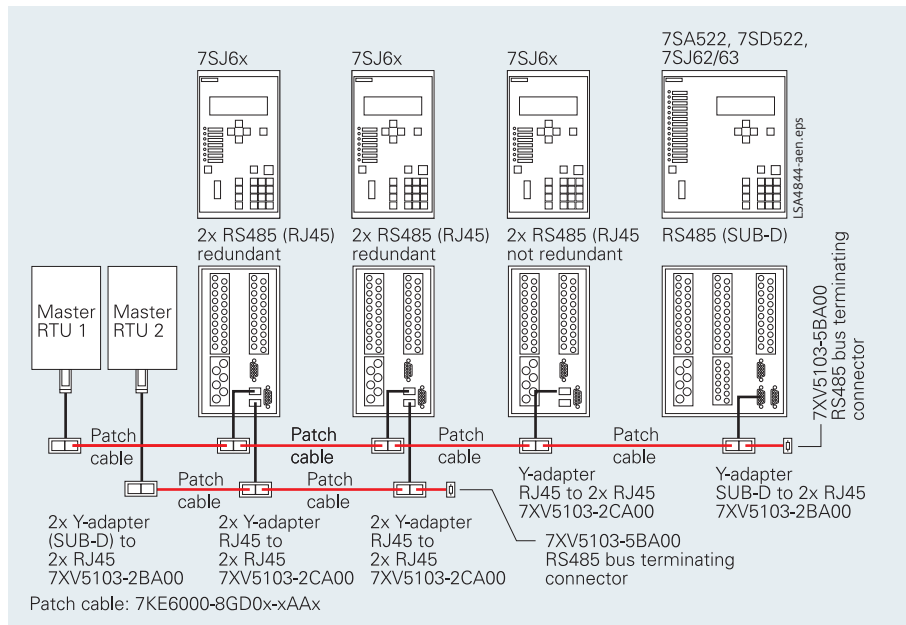 7SJ6x
7SJ6x
7SJ6x
7SA522, 7SD522,
7SJ62/63
LSA4844-aen.eps
2x RS485 (RJ45)
redundant
2x RS485 (RJ45)
redundant
2x RS485 (RJ45
not redundant
RS485 (SUB-D)
Master
RTU 1
Master
RTU 2
7XV5103-5BA00
RS485 bus terminating
connector
Patch
cable
Patch
cable
Patch
cable
Patch
cable
Patch
cable
Patch
cable
Y-adapter
RJ45 to 2x RJ45
7XV5103-2CA00
Y-adapter
SUB-D to 2x RJ45
7XV5103-2BA00
2x Y-adapter
(SUB-D) to
2x RJ45
7XV5103-2BA00
2x Y-adapter
RJ45 to
2x RJ45
7XV5103-2CA00
2x Y-adapter
RJ45 to
2x RJ45
7XV5103-2CA00
7XV5103-5BA00
RS485 bus terminating
connector
Patch cable: 7KE6000-8GD0x-xAAx